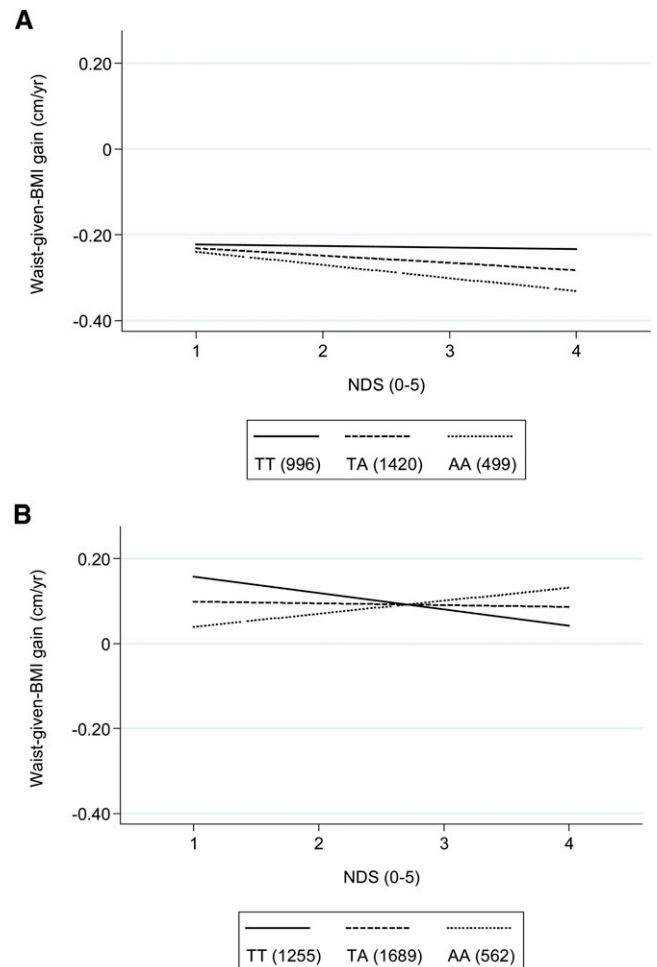 A
Waist-given-BMI gain (cm/yr)
0.20
0
-0.20
-0.40
1 2 3 4
NDS (0-5)
TT (996) TA (1420) AA (499)
B
Waist-given-BMI gain (cm/yr)
0.20
0
-0.20
-0.40
1 2 3 4
NDS (0-5)
TT (1255) TA (1689) AA (562)